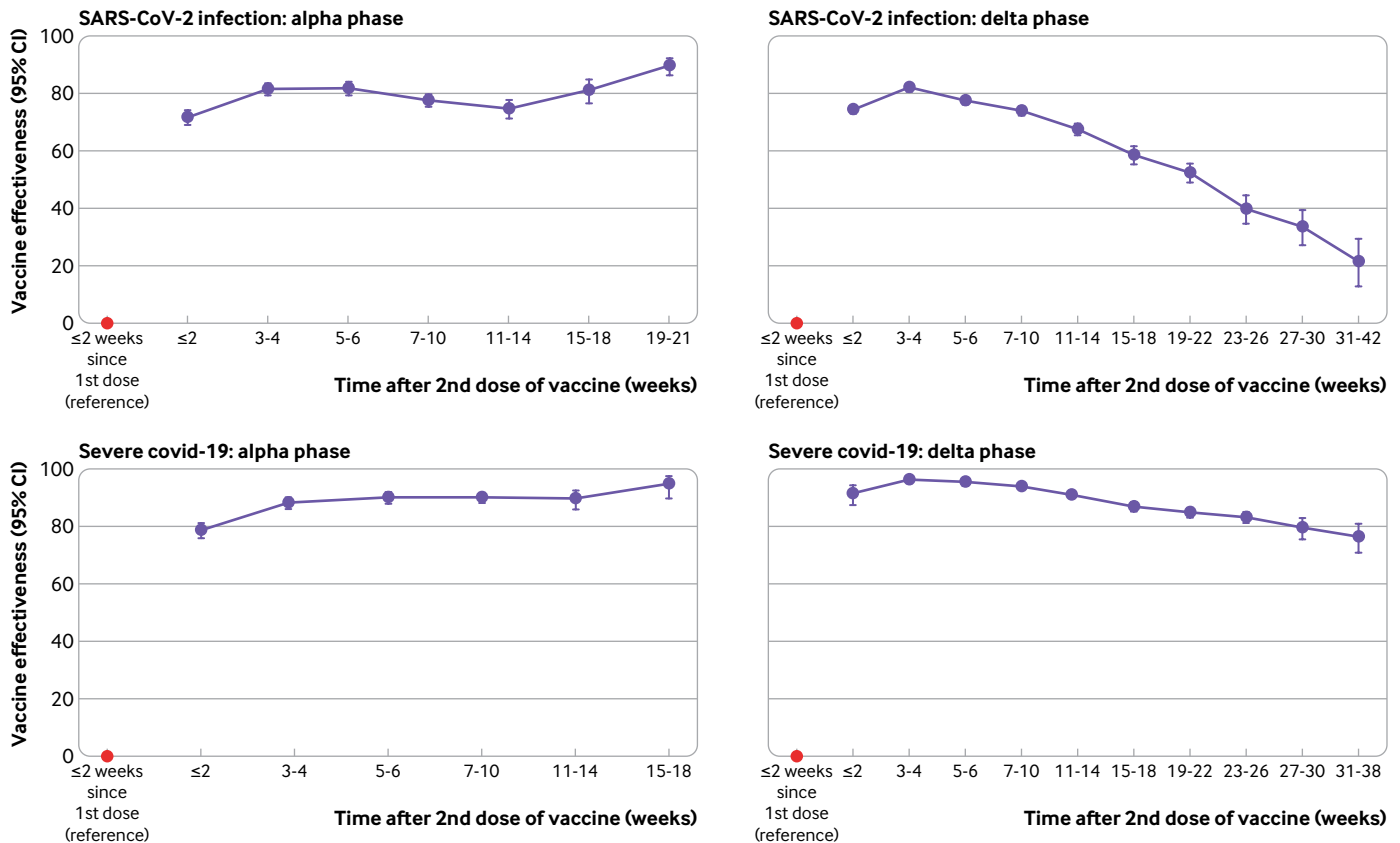 SARS-CoV-2 infection: alpha phase
Vaccine effectiveness (95% CI)
100
80
60
40
20
0
≤2 weeks
since
1st dose
(reference)
≤2 3-4 5-6 7-10 11-14 15-18 19-21
Time after 2nd dose of vaccine (weeks)
SARS-CoV-2 infection: delta phase
≤2 weeks
since
1st dose
(reference)
≤2 3-4 5-6 7-10 11-14 15-18 19-22 23-26 27-30 31-42
Time after 2nd dose of vaccine (weeks)
Severe covid-19: alpha phase
Vaccine effectiveness (95% CI)
100
80
60
40
20
0
≤2 weeks
since
1st dose
(reference)
≤2 3-4 5-6 7-10 11-14 15-18
Time after 2nd dose of vaccine (weeks)
Severe covid-19: delta phase
≤2 weeks
since
1st dose
(reference)
≤2 3-4 5-6 7-10 11-14 15-18 19-22 23-26 27-30 31-38
Time after 2nd dose of vaccine (weeks)